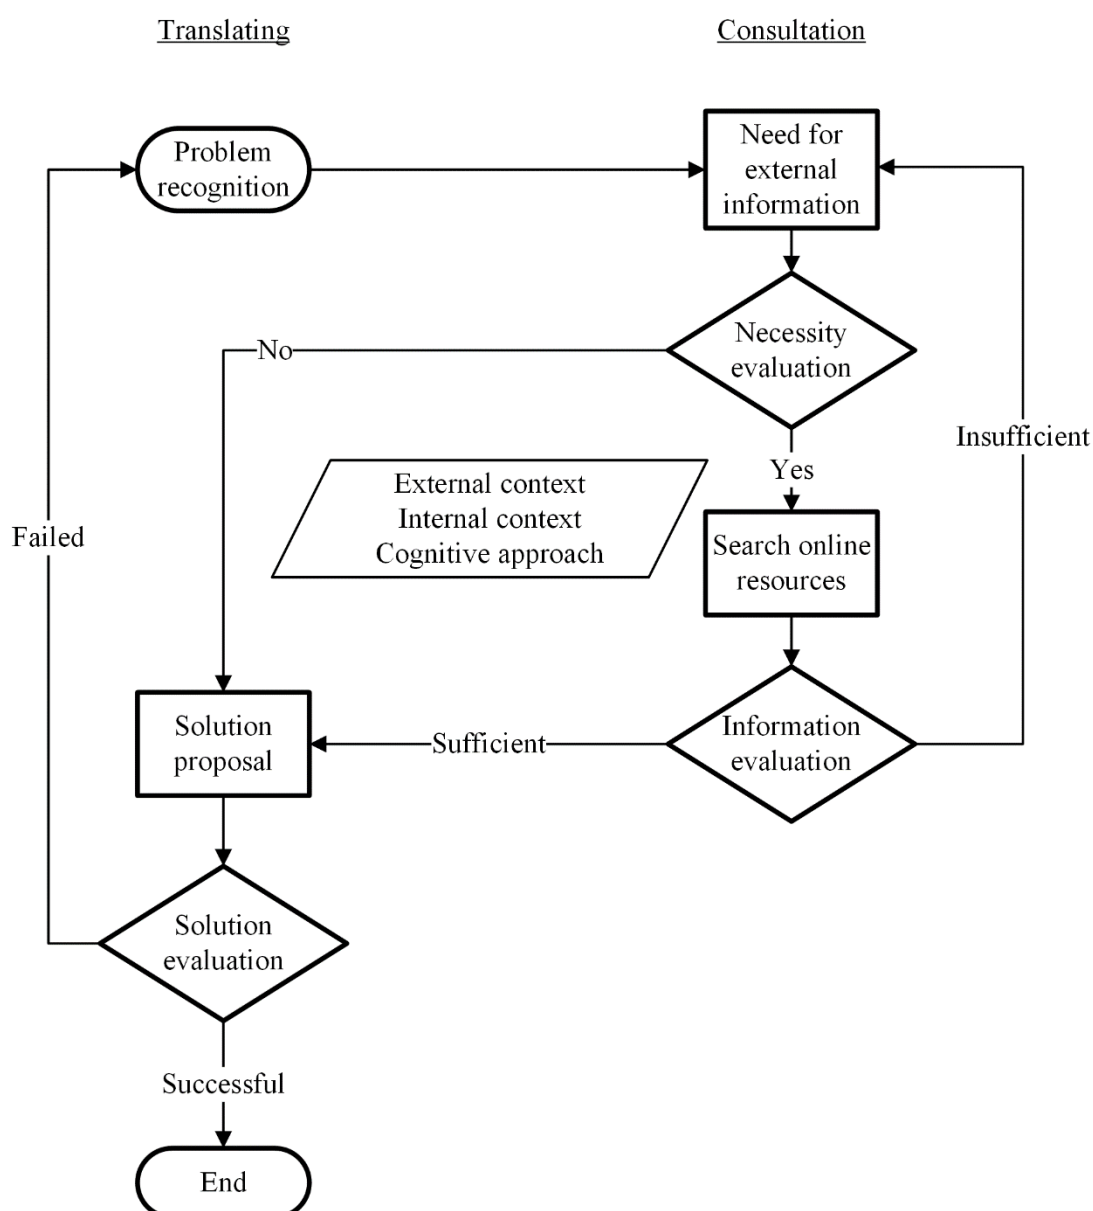 Translating
Consultation
Problem
recognition
Need for
external
information
Necessity
evaluation
No
Yes
Insufficient
External context
Internal context
Cognitive approach
Failed
Search online
resources
Solution
proposal
Sufficient
Information
evaluation
Solution
evaluation
Successful
End